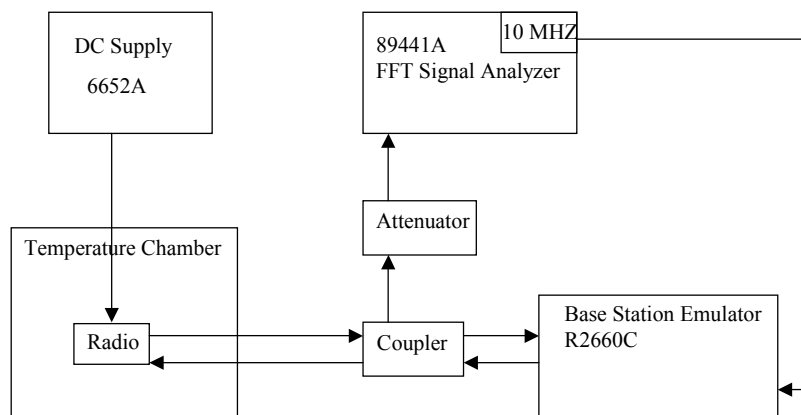 DC Supply
6652A
10 MHZ
89441A
FFT Signal Analyzer
Attenuator
Temperature Chamber
Radio
Coupler
Base Station Emulator
R2660C